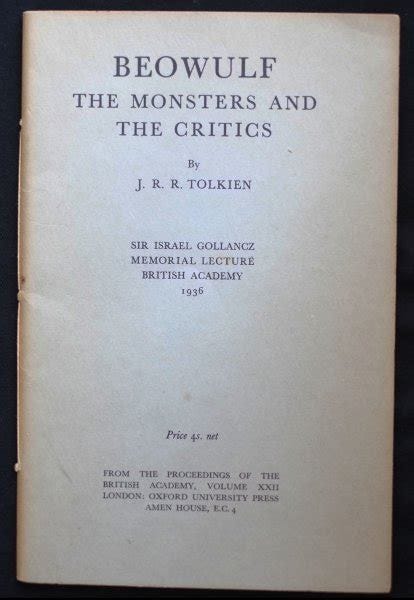 BEOWULF
THE MONSTERS AND
THE CRITICS
By
J. R. R. TOLKIEN
SIR ISRAEL GOLLANCZ
MEMORIAL LECTURE
BRITISH ACADEMY
1936
Price 4s. net
FROM THE PROCEEDINGS OF THE
BRITISH ACADEMY, VOLUME XXII
LONDON: OXFORD UNIVERSITY PRESS
AMEN HOUSE, E.C. 4